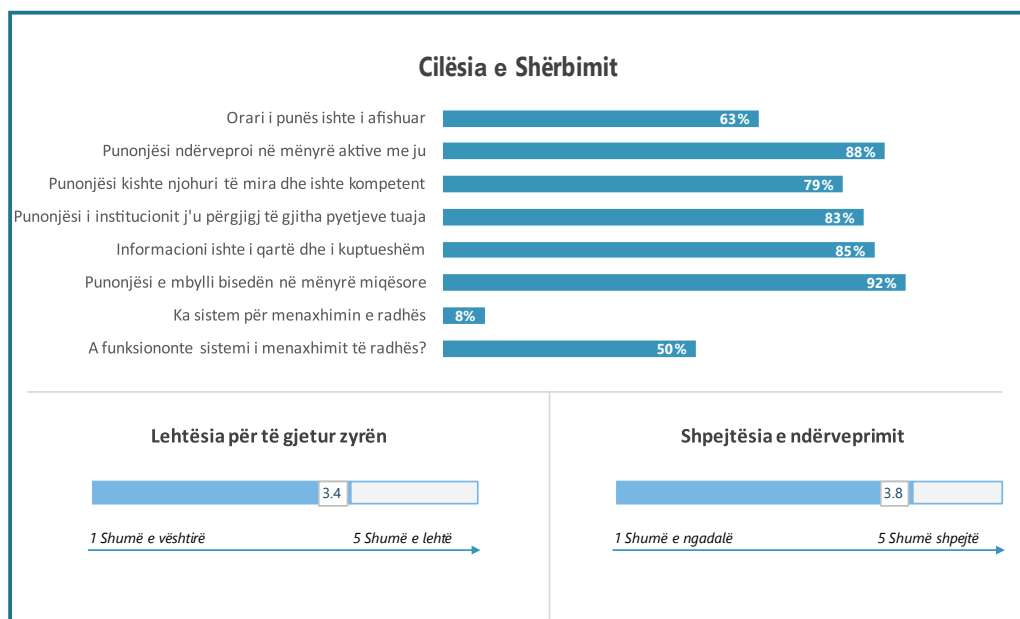 Cilësia e Shërbimit
Orari i punës ishte i afishuar 63%
Punonjësi ndërveproi në mënyrë aktive me ju 88%
Punonjësi kishte njohuri të mira dhe ishte kompetent 79%
Punonjësi i institucionit j'u përgjigj të gjitha pyetjeve tuaja 83%
Informacioni ishte i qartë dhe i kuptueshëm 85%
Punonjësi e mbylli bisedën në mënyrë miqësore 92%
Ka sistem për menaxhimin e radhës 8%
A funksiononte sistemi i menaxhimit të radhës? 50%
Lehtësia për të gjetur zyrën
3.4
1 Shumë e vështirë 5 Shumë e lehtë
Shpejtësia e ndërveprimit
3.8
1 Shumë e ngadalë 5 Shumë shpejtë